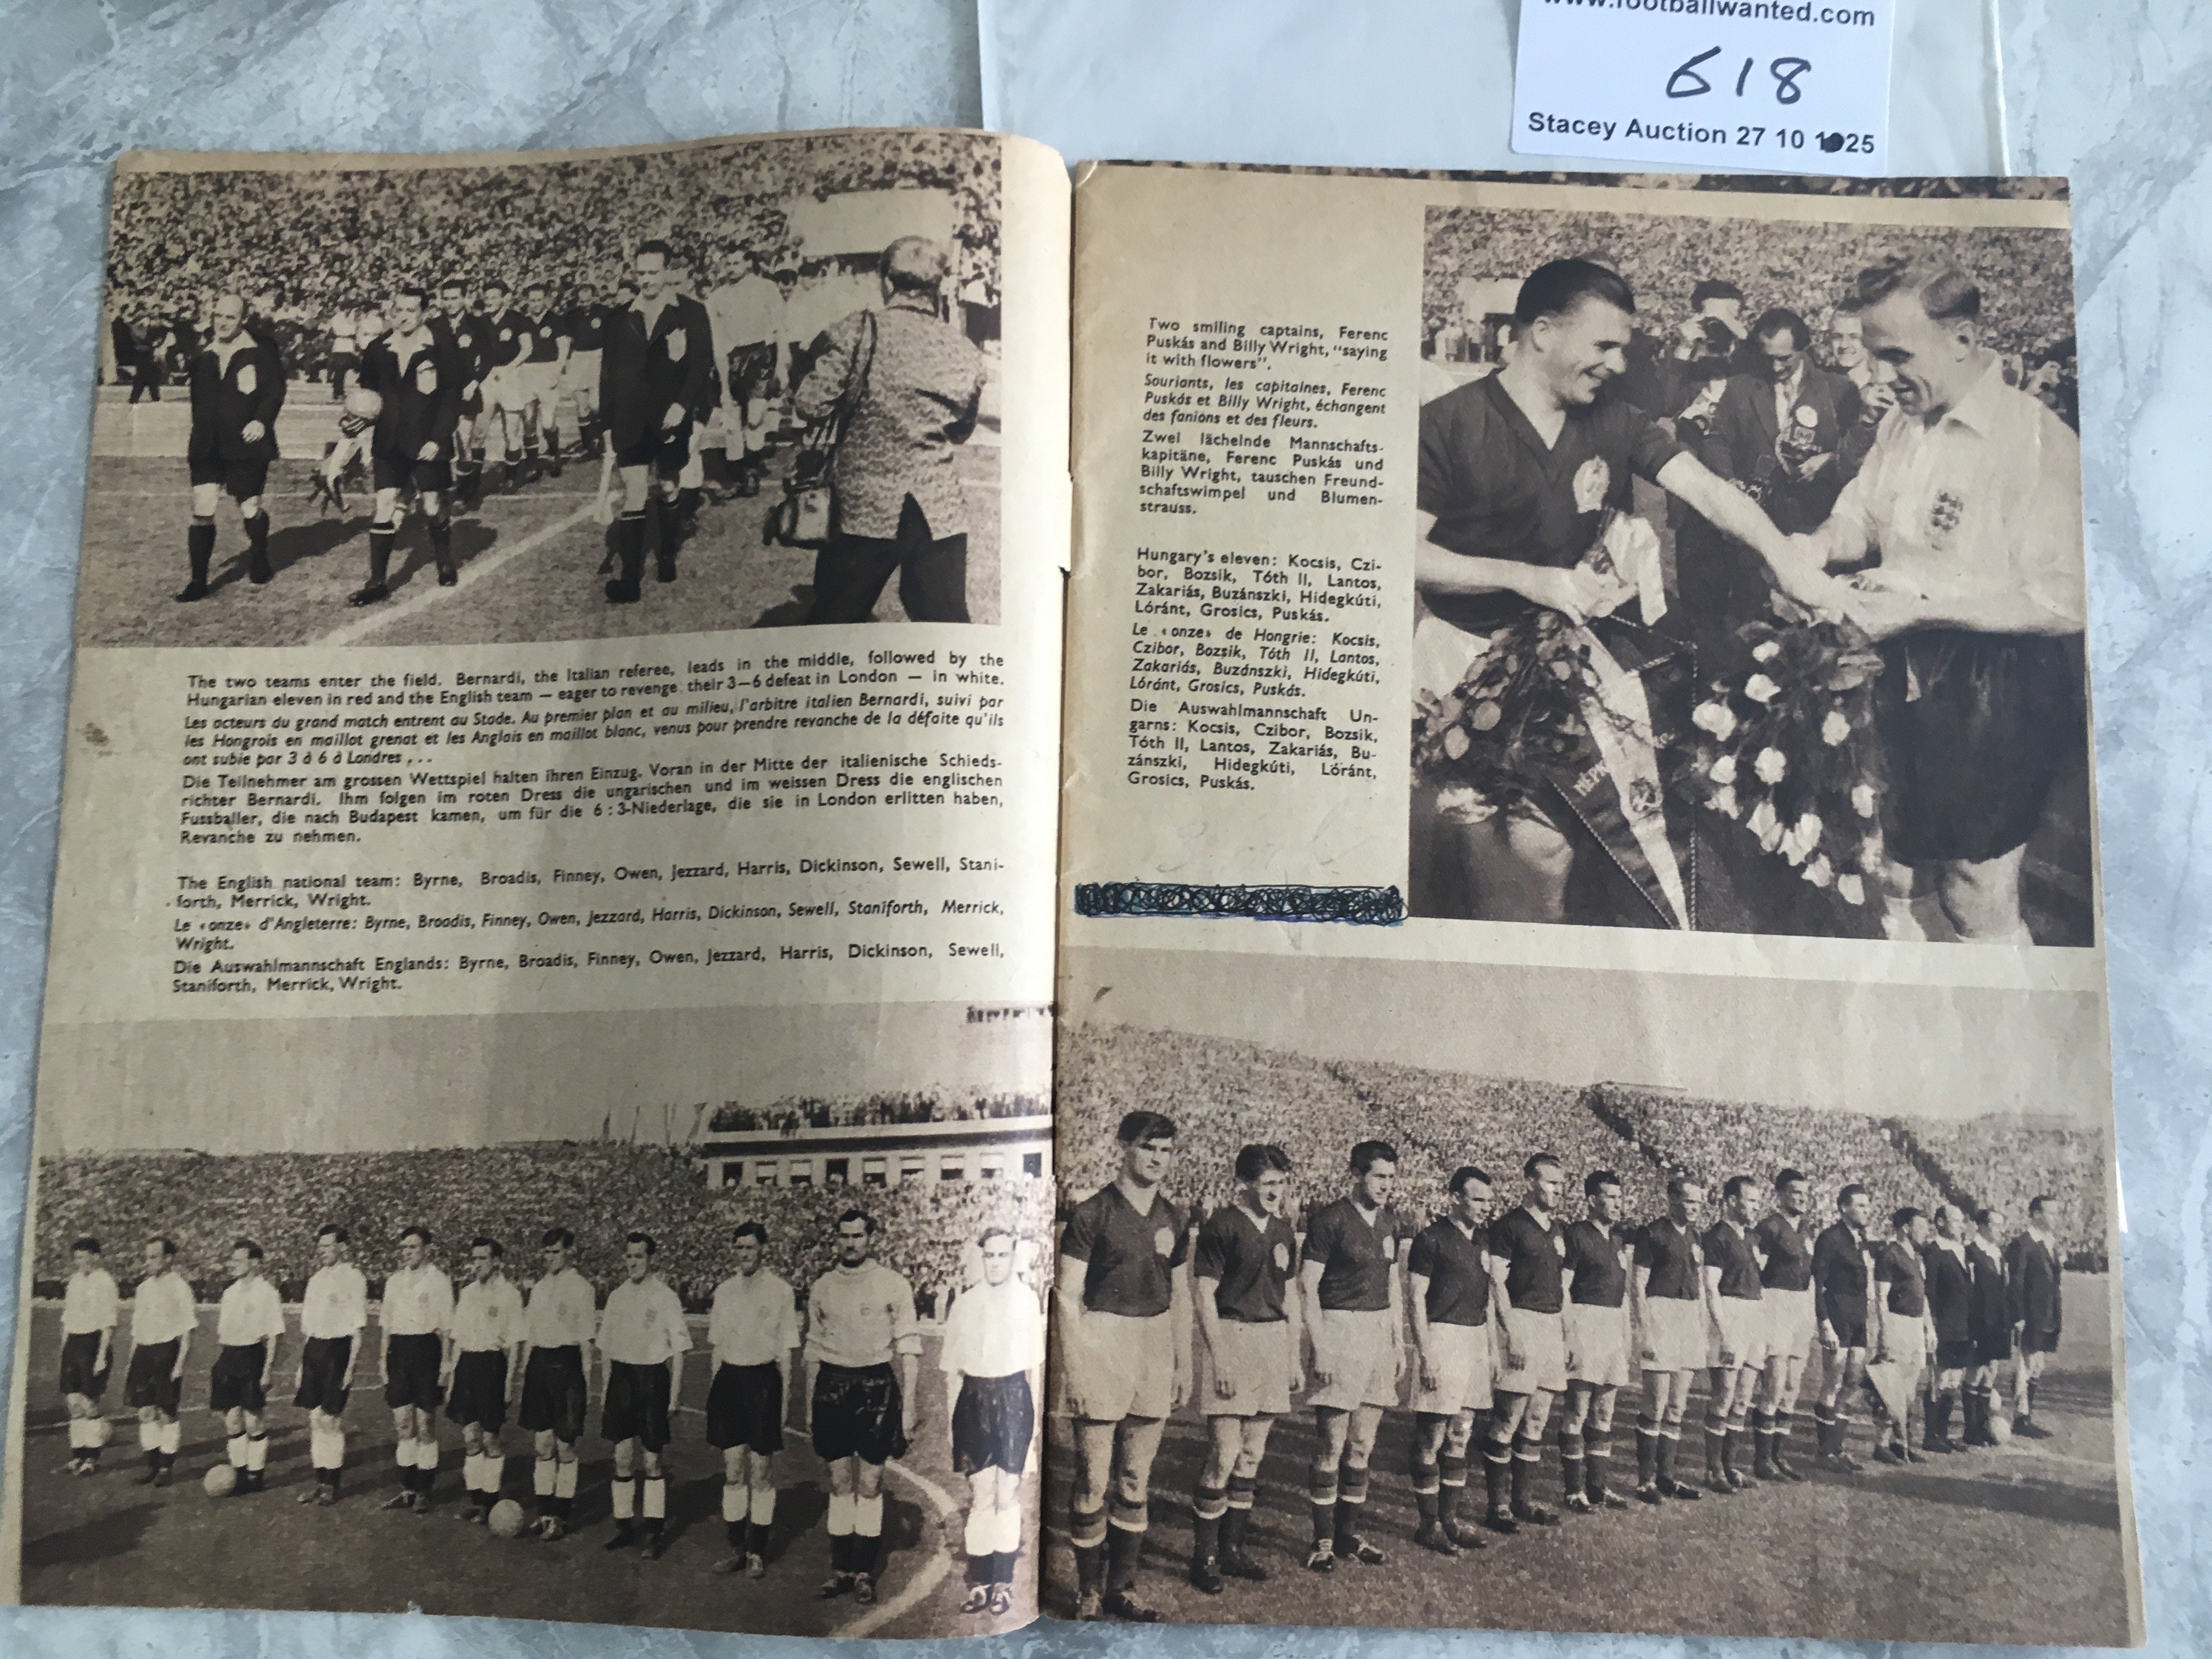 www.footballwanted.com
618
Stacey Auction 27 10 1925
The two teams enter the field. Bernardi, the Italian referee, leads in the middle, followed by the
Hungarian eleven in red and the English team — eager to revenge their 3—6 defeat in London — in white.
Les acteurs du grand match entrent au Stade. Au premier plan et au milieu, l'arbitre italien Bernardi, suivi par
les Hongrois en maillot grenat et les Anglais en maillot blanc, venus pour prendre revanche de la défaite qu'ils
ont subie par 3 à 6 à Londres ...
Die Teilnehmer am grossen Wettspiel halten ihren Einzug. Voran in der Mitte der italienische Schieds-
richter Bernardi. Ihm folgen im roten Dress die ungarischen und im weissen Dress die englischen
Fussballer, die nach Budapest kamen, um für die 6 : 3-Niederlage, die sie in London erlitten haben,
Revanche zu nehmen.
The English national team: Byrne, Broadis, Finney, Owen, Jezzard, Harris, Dickinson, Sewell, Stani-
forth, Merrick, Wright.
Le «onze» d'Angleterre: Byrne, Broadis, Finney, Owen, Jezzard, Harris, Dickinson, Sewell, Staniforth, Merrick,
Wright.
Die Auswahlmannschaft Englands: Byrne, Broadis, Finney, Owen, Jezzard, Harris, Dickinson, Sewell,
Staniforth, Merrick, Wright.
Two smiling captains, Ferenc
Puskás and Billy Wright, "saying
it with flowers".
Souriants, les capitaines, Ferenc
Puskás et Billy Wright, échangent
des fanions et des fleurs.
Zwei lächelnde Mannschafts-
kapitäne, Ferenc Puskás und
Billy Wright, tauschen Freund-
schaftswimpel und Blumen-
strauss.
Hungary's eleven: Kocsis, Czi-
bor, Bozsik, Tóth II, Lantos,
Zakariás, Buzánszki, Hidegkúti,
Lóránt, Grosics, Puskás.
Le «onze» de Hongrie: Kocsis,
Czibor, Bozsik, Tóth II, Lantos,
Zakariás, Buzánszki, Hidegkúti,
Lóránt, Grosics, Puskás.
Die Auswahlmannschaft Un-
garns: Kocsis, Czibor, Bozsik,
Tóth II, Lantos, Zakariás, Bu-
zánszki, Hidegkúti, Lóránt,
Grosics, Puskás.